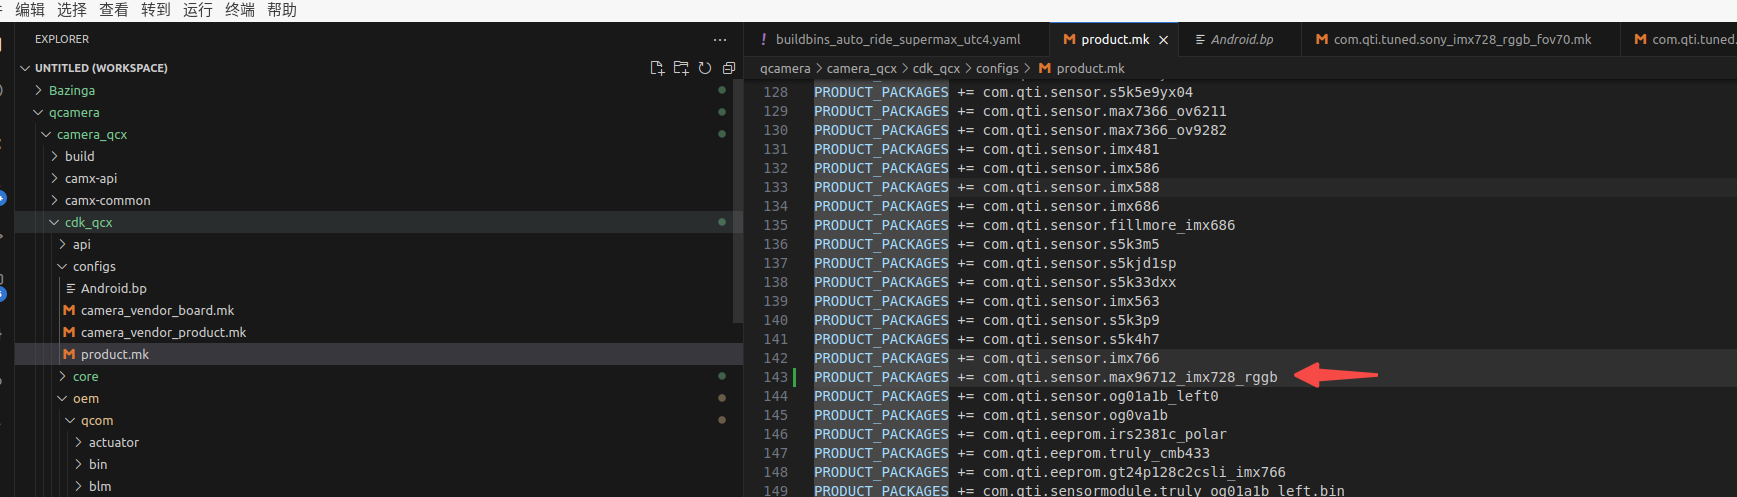 编辑 选择 查看 转到 运行 终端 帮助
EXPLORER
UNTITLED (WORKSPACE)
Bazinga
qcamera
camera_qcx
build
camx-api
camx-common
cdk_qcx
api
configs
Android.bp
camera_vendor_board.mk
camera_vendor_product.mk
product.mk
core
oem
qcom
actuator
bin
blm
! buildbins_auto_ride_supermax_utc4.yaml
product.mk
Android.bp
com.qti.tuned.sony_imx728_rggb_fov70.mk
com.qti.tuned.
qcamera > camera_qcx > cdk_qcx > configs > product.mk
128 PRODUCT_PACKAGES += com.qti.sensor.s5k5e9yx04
129 PRODUCT_PACKAGES += com.qti.sensor.max7366_ov6211
130 PRODUCT_PACKAGES += com.qti.sensor.max7366_ov9282
131 PRODUCT_PACKAGES += com.qti.sensor.imx481
132 PRODUCT_PACKAGES += com.qti.sensor.imx586
133 PRODUCT_PACKAGES += com.qti.sensor.imx588
134 PRODUCT_PACKAGES += com.qti.sensor.imx686
135 PRODUCT_PACKAGES += com.qti.sensor.fillmore_imx686
136 PRODUCT_PACKAGES += com.qti.sensor.s5k3m5
137 PRODUCT_PACKAGES += com.qti.sensor.s5kjd1sp
138 PRODUCT_PACKAGES += com.qti.sensor.s5k33dxx
139 PRODUCT_PACKAGES += com.qti.sensor.imx563
140 PRODUCT_PACKAGES += com.qti.sensor.s5k3p9
141 PRODUCT_PACKAGES += com.qti.sensor.s5k4h7
142 PRODUCT_PACKAGES += com.qti.sensor.imx766
143 PRODUCT_PACKAGES += com.qti.sensor.max96712_imx728_rggb
144 PRODUCT_PACKAGES += com.qti.sensor.og01a1b_left0
145 PRODUCT_PACKAGES += com.qti.sensor.og0va1b
146 PRODUCT_PACKAGES += com.qti.eeprom.irs2381c_polar
147 PRODUCT_PACKAGES += com.qti.eeprom.truly_cmb433
148 PRODUCT_PACKAGES += com.qti.eeprom.gt24p128c2csli_imx766
149 PRODUCT_PACKAGES += com.qti.sensormodule.truly_og01a1b_left.bin